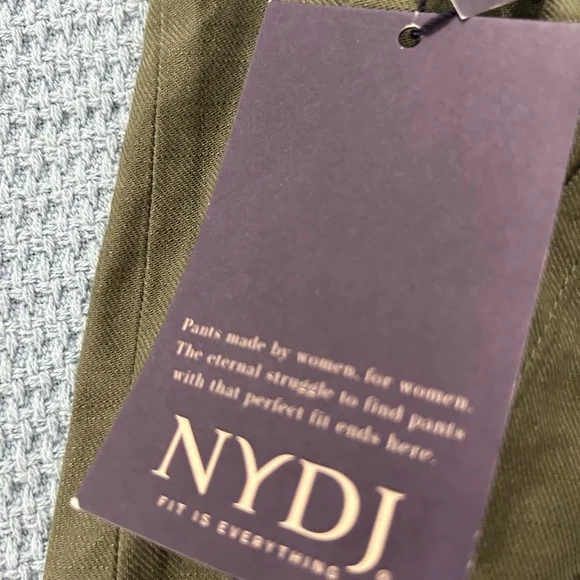 Pants made by women, for women.
The eternal struggle to find pants
with that perfect fit ends here.
NYDJ®
FIT IS EVERYTHING